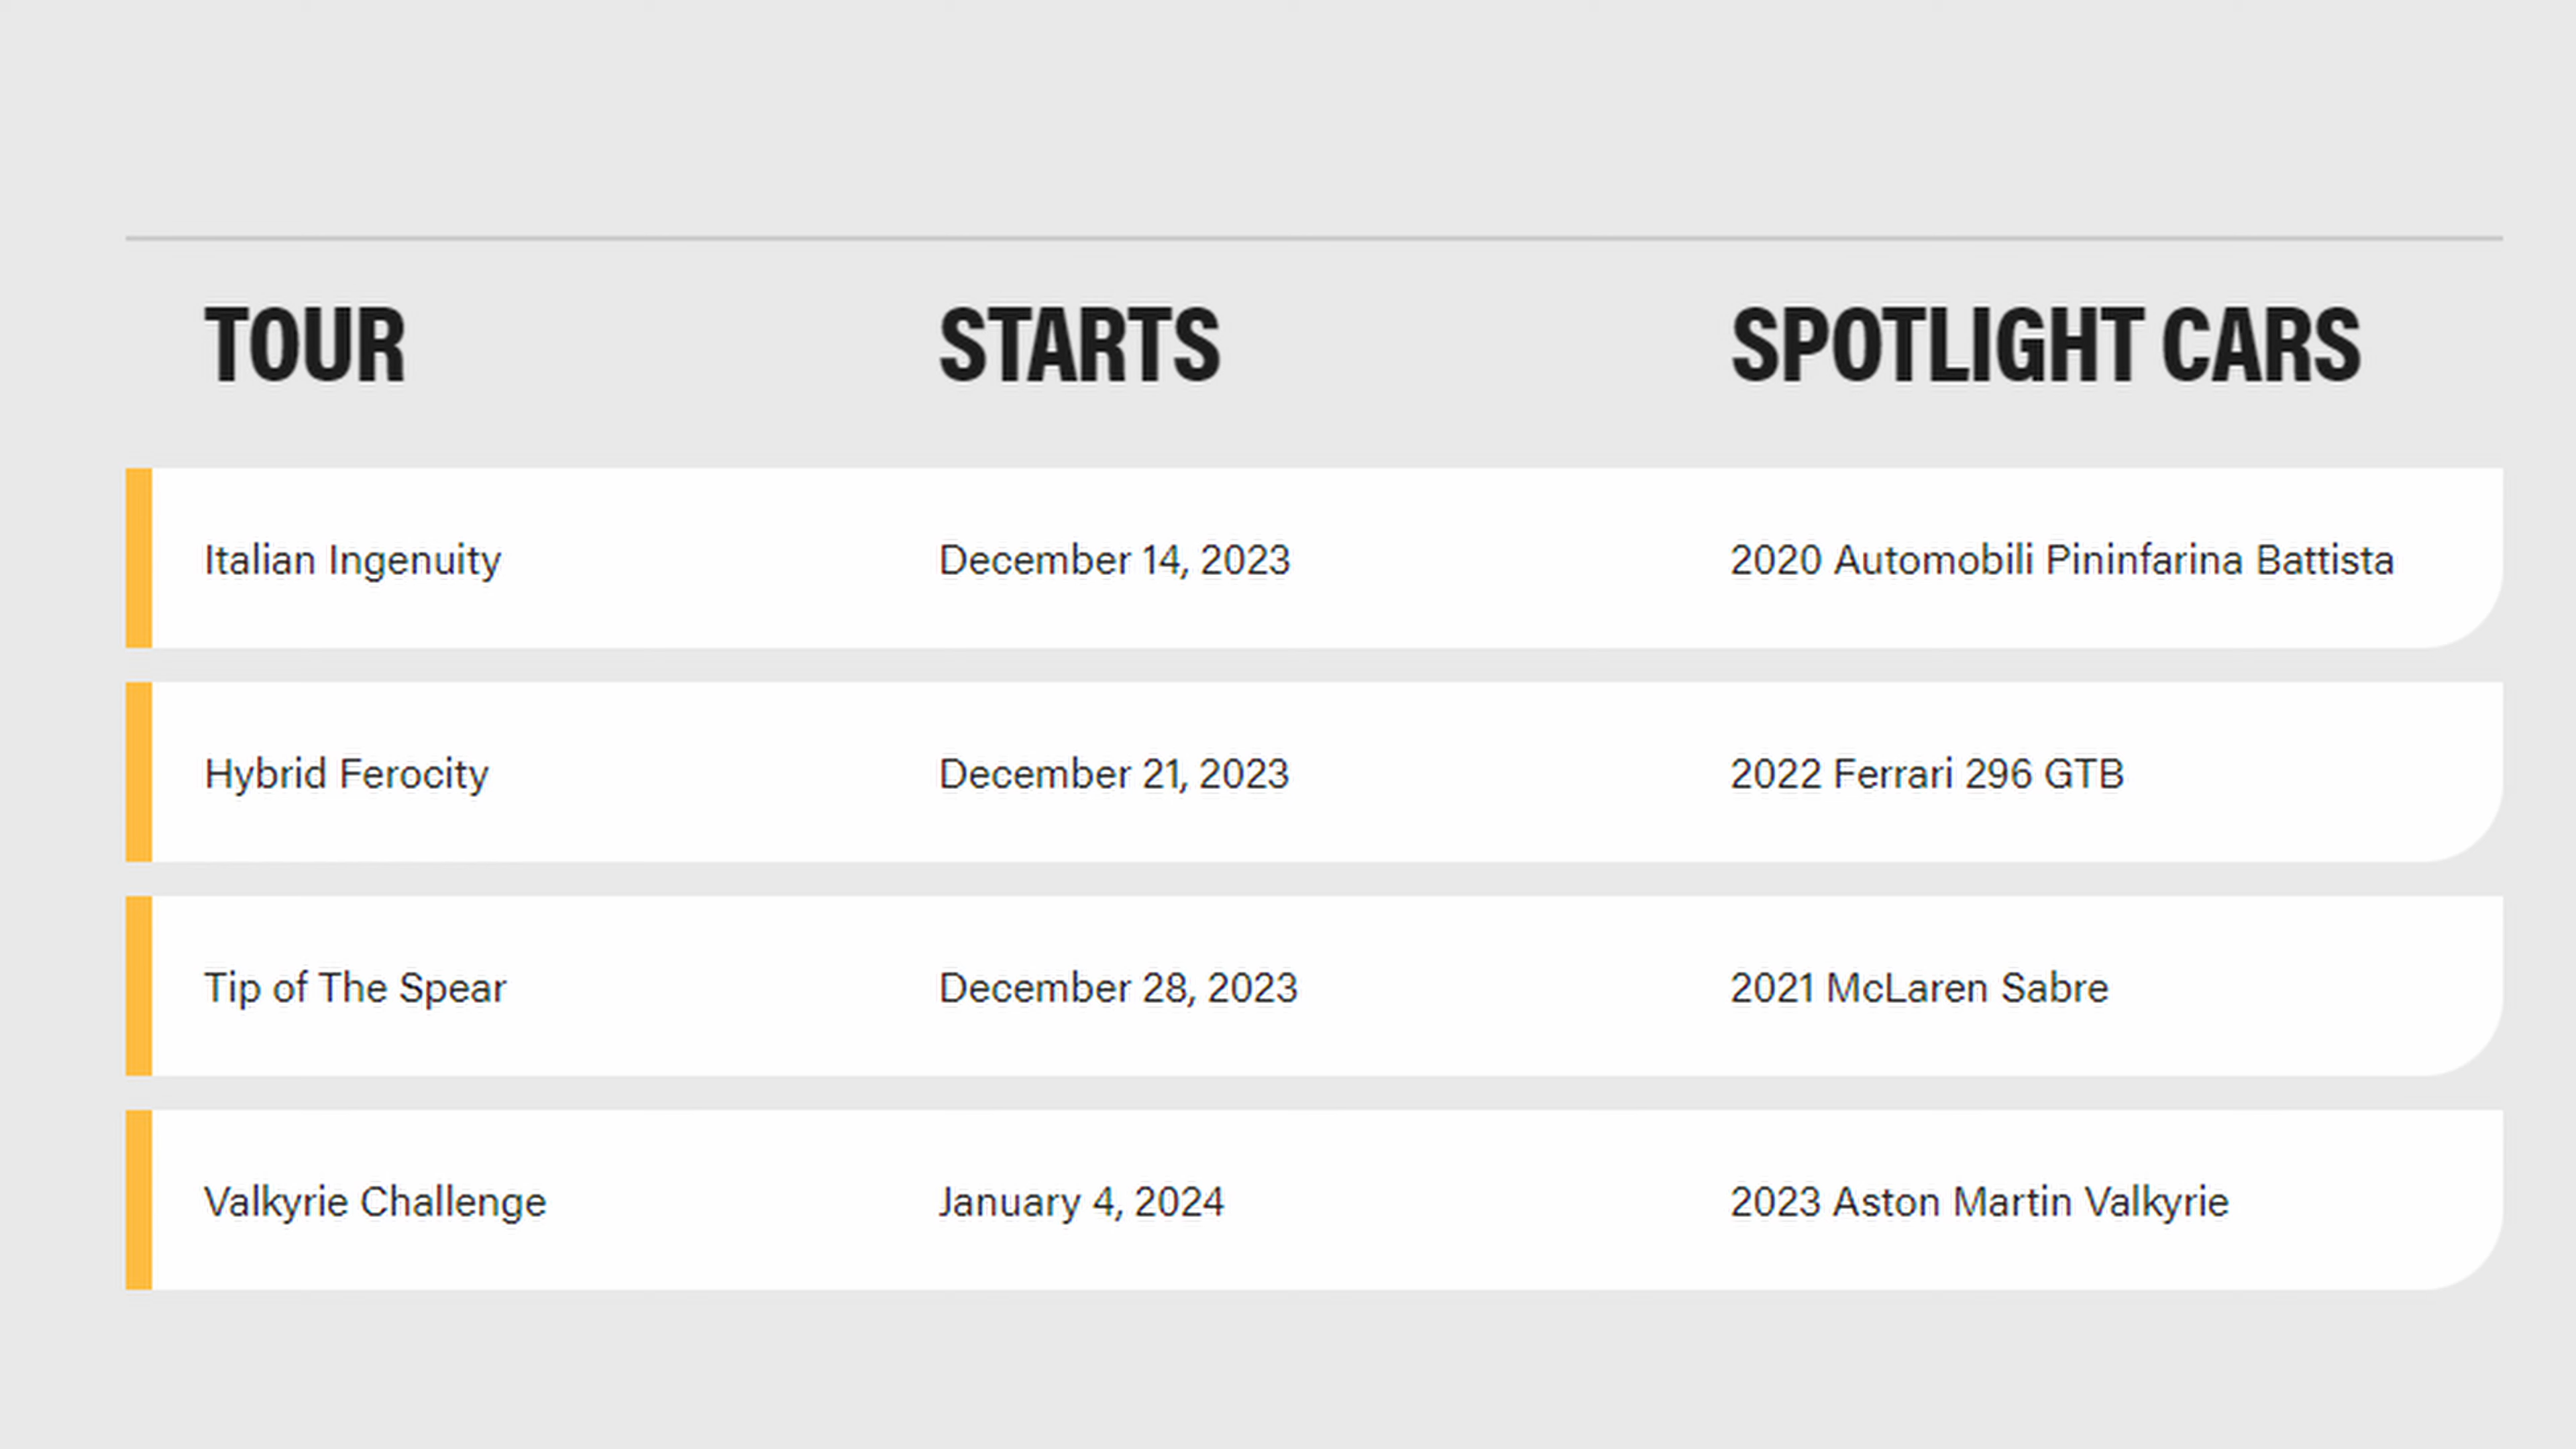 TOUR STARTS SPOTLIGHT CARS
Italian Ingenuity December 14, 2023 2020 Automobili Pininfarina Battista
Hybrid Ferocity December 21, 2023 2022 Ferrari 296 GTB
Tip of The Spear December 28, 2023 2021 McLaren Sabre
Valkyrie Challenge January 4, 2024 2023 Aston Martin Valkyrie